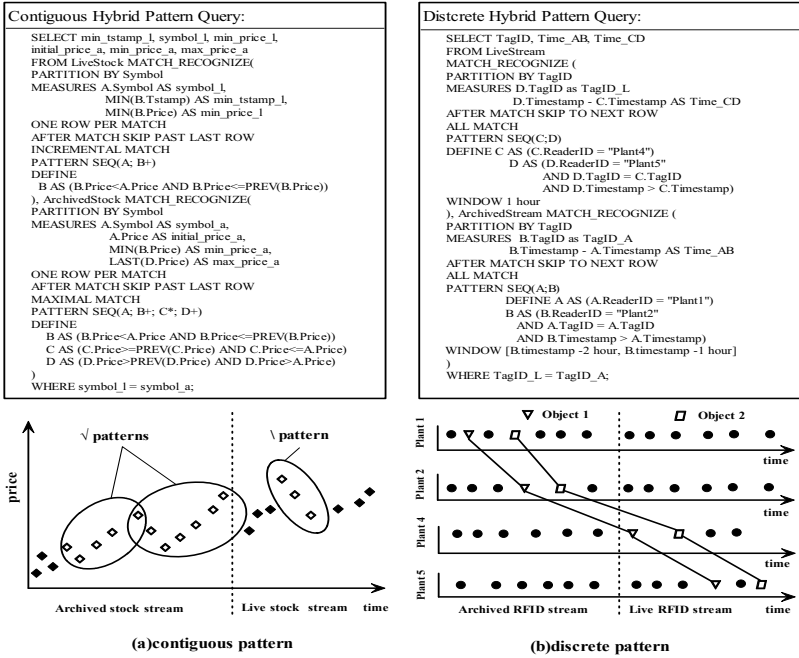 Contiguous Hybrid Pattern Query:
SELECT min_tstamp_l, symbol_l, min_price_l,
initial_price_a, min_price_a, max_price_a
FROM LiveStock MATCH_RECOGNIZE(
PARTITION BY Symbol
MEASURES A.Symbol AS symbol_l,
MIN(B.Tstamp) AS min_tstamp_l,
MIN(B.Price) AS min_price_l
ONE ROW PER MATCH
AFTER MATCH SKIP PAST LAST ROW
INCREMENTAL MATCH
PATTERN SEQ(A; B+)
DEFINE
B AS (B.Price<A.Price AND B.Price<=PREV(B.Price))
), ArchivedStock MATCH_RECOGNIZE(
PARTITION BY Symbol
MEASURES A.Symbol AS symbol_a,
A.Price AS initial_price_a,
MIN(B.Price) AS min_price_a,
LAST(D.Price) AS max_price_a
ONE ROW PER MATCH
AFTER MATCH SKIP PAST LAST ROW
MAXIMAL MATCH
PATTERN SEQ(A; B+; C*; D+)
DEFINE
B AS (B.Price<A.Price AND B.Price<=PREV(B.Price))
C AS (C.Price>=PREV(C.Price) AND C.Price<=A.Price)
D AS (D.Price>PREV(D.Price) AND D.Price>A.Price)
)
WHERE symbol_l = symbol_a;
Distcrete Hybrid Pattern Query:
SELECT TagID, Time_AB, Time_CD
FROM LiveStream
MATCH_RECOGNIZE (
PARTITION BY TagID
MEASURES D.TagID as TagID_L
D.Timestamp - C.Timestamp AS Time_CD
AFTER MATCH SKIP TO NEXT ROW
ALL MATCH
PATTERN SEQ(C;D)
DEFINE C AS (C.ReaderID = "Plant4")
D AS (D.ReaderID = "Plant5"
AND D.TagID = C.TagID
AND D.Timestamp > C.Timestamp)
WINDOW 1 hour
), ArchivedStream MATCH_RECOGNIZE (
PARTITION BY TagID
MEASURES B.TagID as TagID_A
B.Timestamp - A.Timestamp AS Time_AB
AFTER MATCH SKIP TO NEXT ROW
ALL MATCH
PATTERN SEQ(A;B)
DEFINE A AS (A.ReaderID = "Plant1")
B AS (B.ReaderID = "Plant2"
AND A.TagID = A.TagID
AND B.Timestamp > A.Timestamp)
WINDOW [B.timestamp -2 hour, B.timestamp -1 hour]
)
WHERE TagID_L = TagID_A;
√ patterns
\ pattern
price
Archived stock stream
Live stock stream
time
(a)contiguous pattern
Object 1
Object 2
Plant 1
time
Plant 2
time
Plant 4
time
Plant 5
Archived RFID stream
Live RFID stream
time
(b)discrete pattern